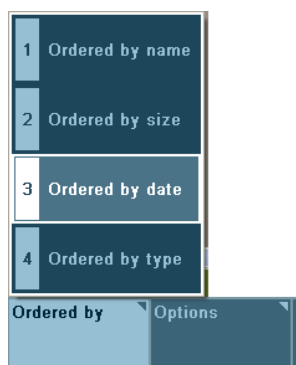 1 Ordered by name
2 Ordered by size
3 Ordered by date
4 Ordered by type
Ordered by Options